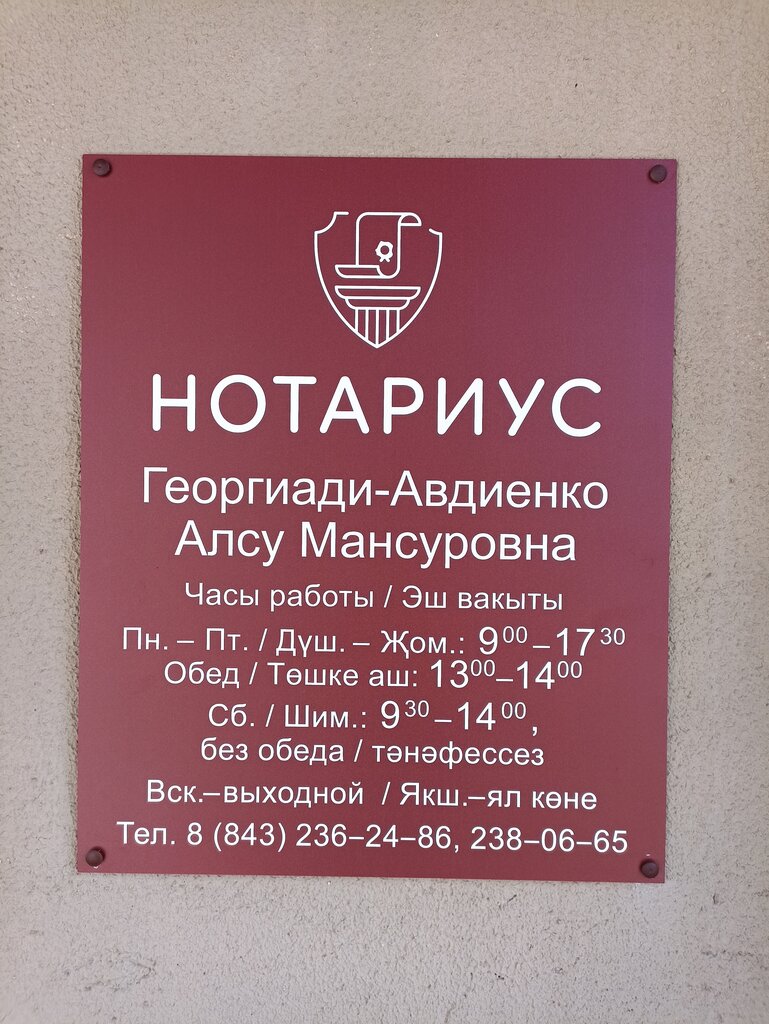 НОТАРИУС
Георгиади-Авдиенко
Алсу Мансуровна
Часы работы / Эш вакыты
Пн. – Пт. / Дүш. – Җом.: 9⁰⁰–17³⁰
Обед / Төшке аш: 13⁰⁰–14⁰⁰
Сб. / Шим.: 9³⁰–14⁰⁰,
без обеда / тәнәфессез
Вск.–выходной / Якш.–ял көне
Тел. 8 (843) 236–24–86, 238–06–65